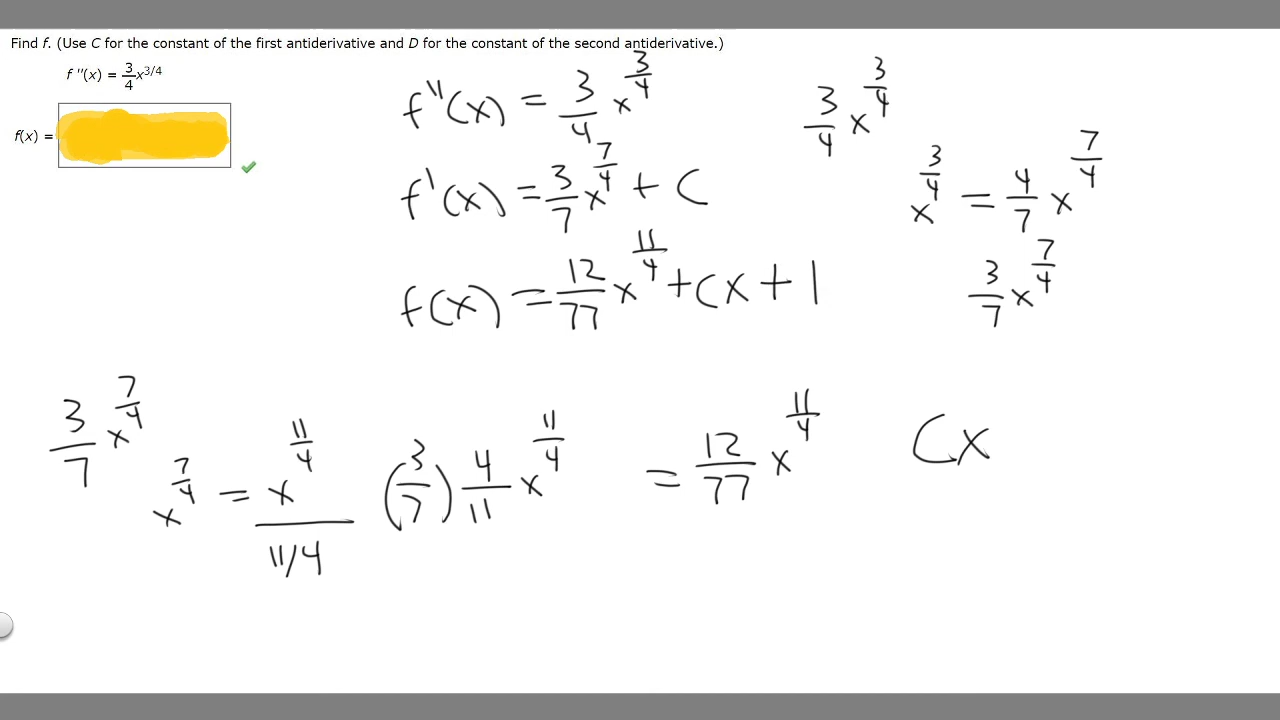 Find f. (Use C for the constant of the first antiderivative and D for the constant of the second antiderivative.)
f "(x) = 3/4 x^3/4
f(x) =
f"(x) = 3/4 x^3/4
f'(x) = 3/7 x^7/4 + C
f(x) = 12/77 x^11/4 + Cx + 1
3/4 x^3/4
x^3/4 = 4/7 x^7/4
3/7 x^7/4
3/7 x^7/4
x^7/4 = x^11/4 / 11/4
(3/7) 4/11 x^11/4 = 12/77 x^11/4
Cx